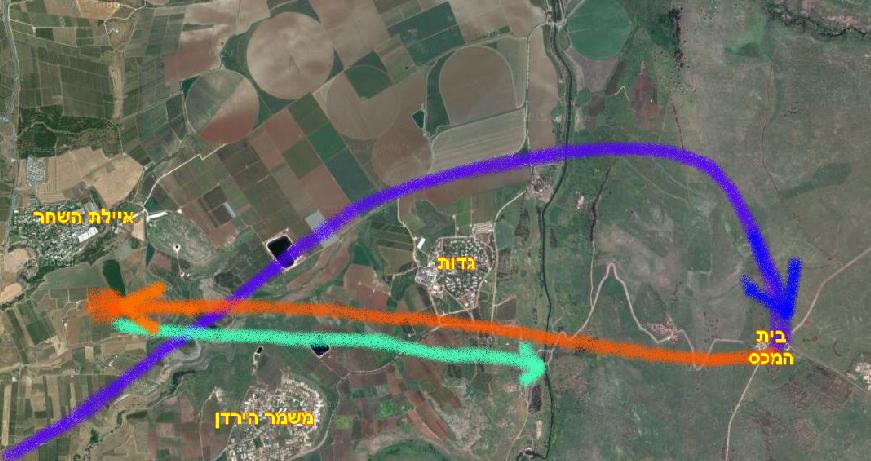 איילת השחר
גדות
בית
המכס
משמר הירדן